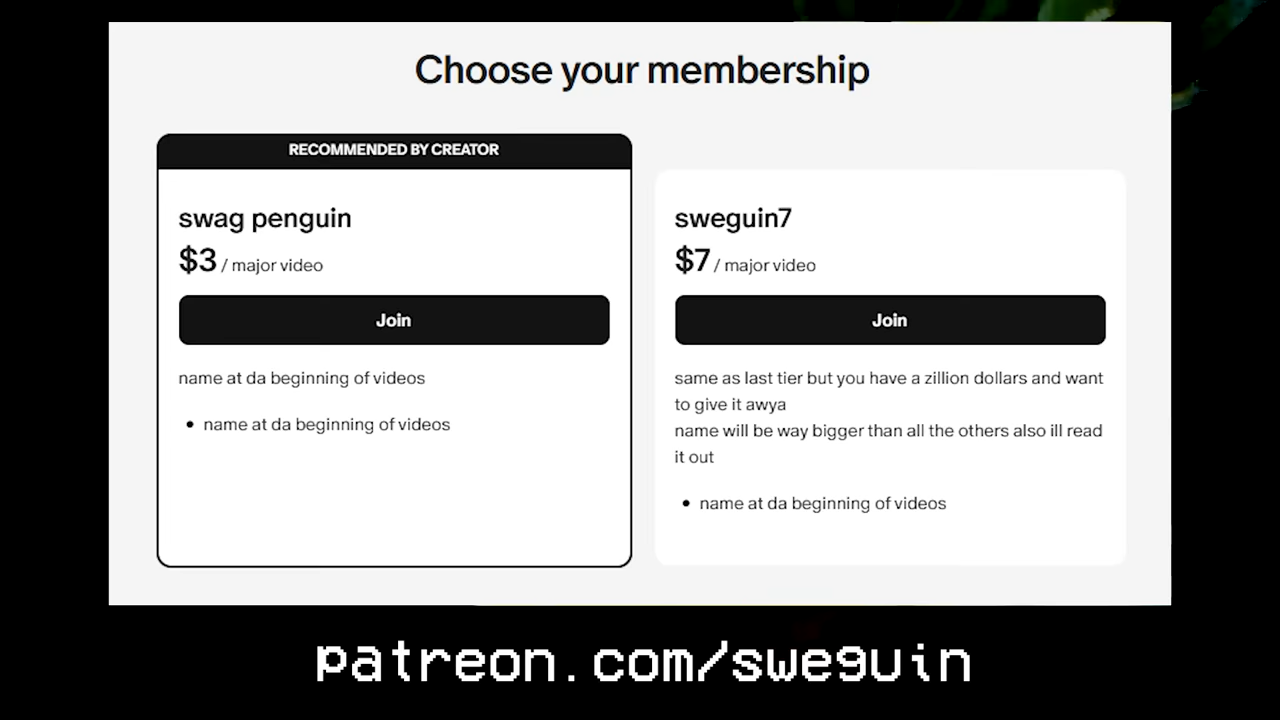 Choose your membership
RECOMMENDED BY CREATOR
swag penguin
$3 / major video
Join
name at da beginning of videos
• name at da beginning of videos
sweguin7
$7 / major video
Join
same as last tier but you have a zillion dollars and want
to give it awya
name will be way bigger than all the others also ill read
it out
• name at da beginning of videos
patreon.com/sweguin